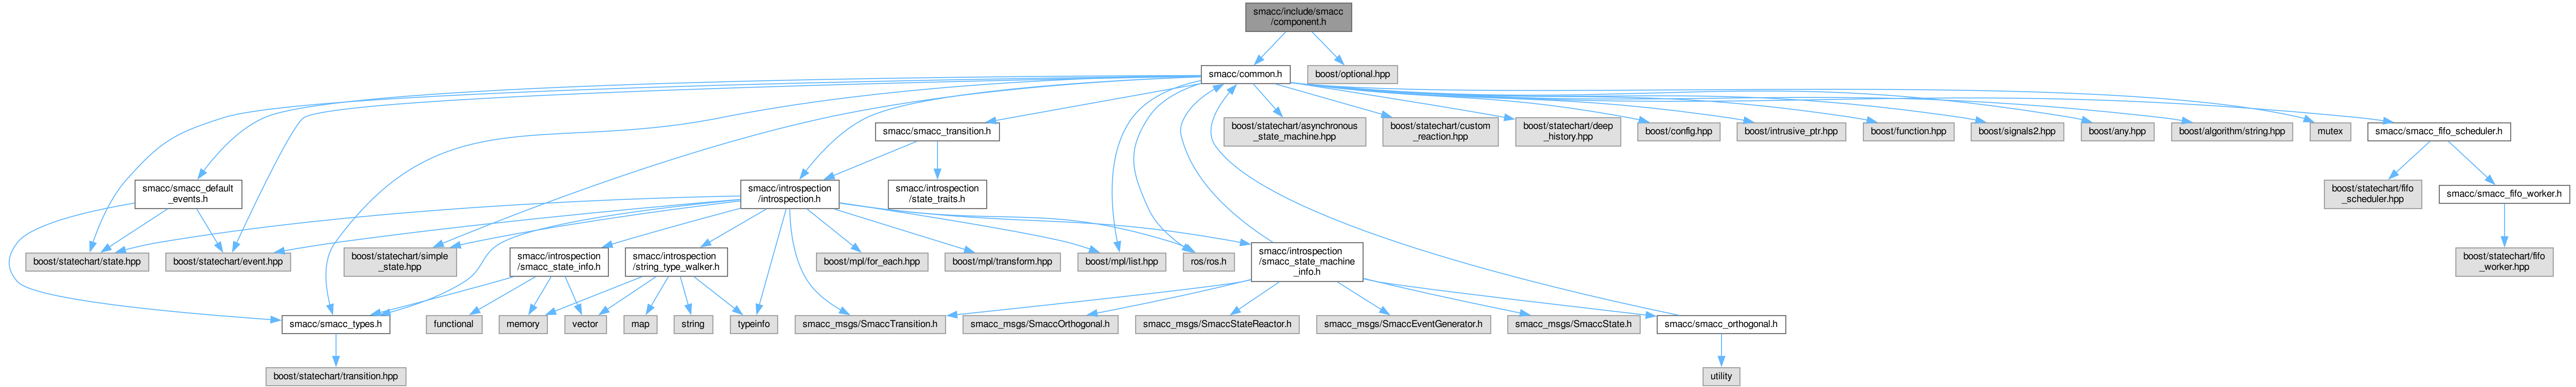 smacc/include/smacc
/component.h
smacc/common.h
boost/optional.hpp
smacc/smacc_transition.h
boost/statechart/asynchronous
_state_machine.hpp
boost/statechart/custom
_reaction.hpp
boost/statechart/deep
_history.hpp
boost/config.hpp
boost/intrusive_ptr.hpp
boost/function.hpp
boost/signals2.hpp
boost/any.hpp
boost/algorithm/string.hpp
mutex
smacc/smacc_fifo_scheduler.h
smacc/smacc_default
_events.h
smacc/introspection
/introspection.h
smacc/introspection
/state_traits.h
boost/statechart/fifo
_scheduler.hpp
smacc/smacc_fifo_worker.h
boost/statechart/state.hpp
boost/statechart/event.hpp
boost/statechart/simple
_state.hpp
smacc/introspection
/smacc_state_info.h
smacc/introspection
/string_type_walker.h
boost/mpl/for_each.hpp
boost/mpl/transform.hpp
boost/mpl/list.hpp
ros/ros.h
smacc/introspection
/smacc_state_machine
_info.h
boost/statechart/fifo
_worker.hpp
smacc/smacc_types.h
functional
memory
vector
map
string
typeinfo
smacc_msgs/SmaccTransition.h
smacc_msgs/SmaccOrthogonal.h
smacc_msgs/SmaccStateReactor.h
smacc_msgs/SmaccEventGenerator.h
smacc_msgs/SmaccState.h
smacc/smacc_orthogonal.h
boost/statechart/transition.hpp
utility